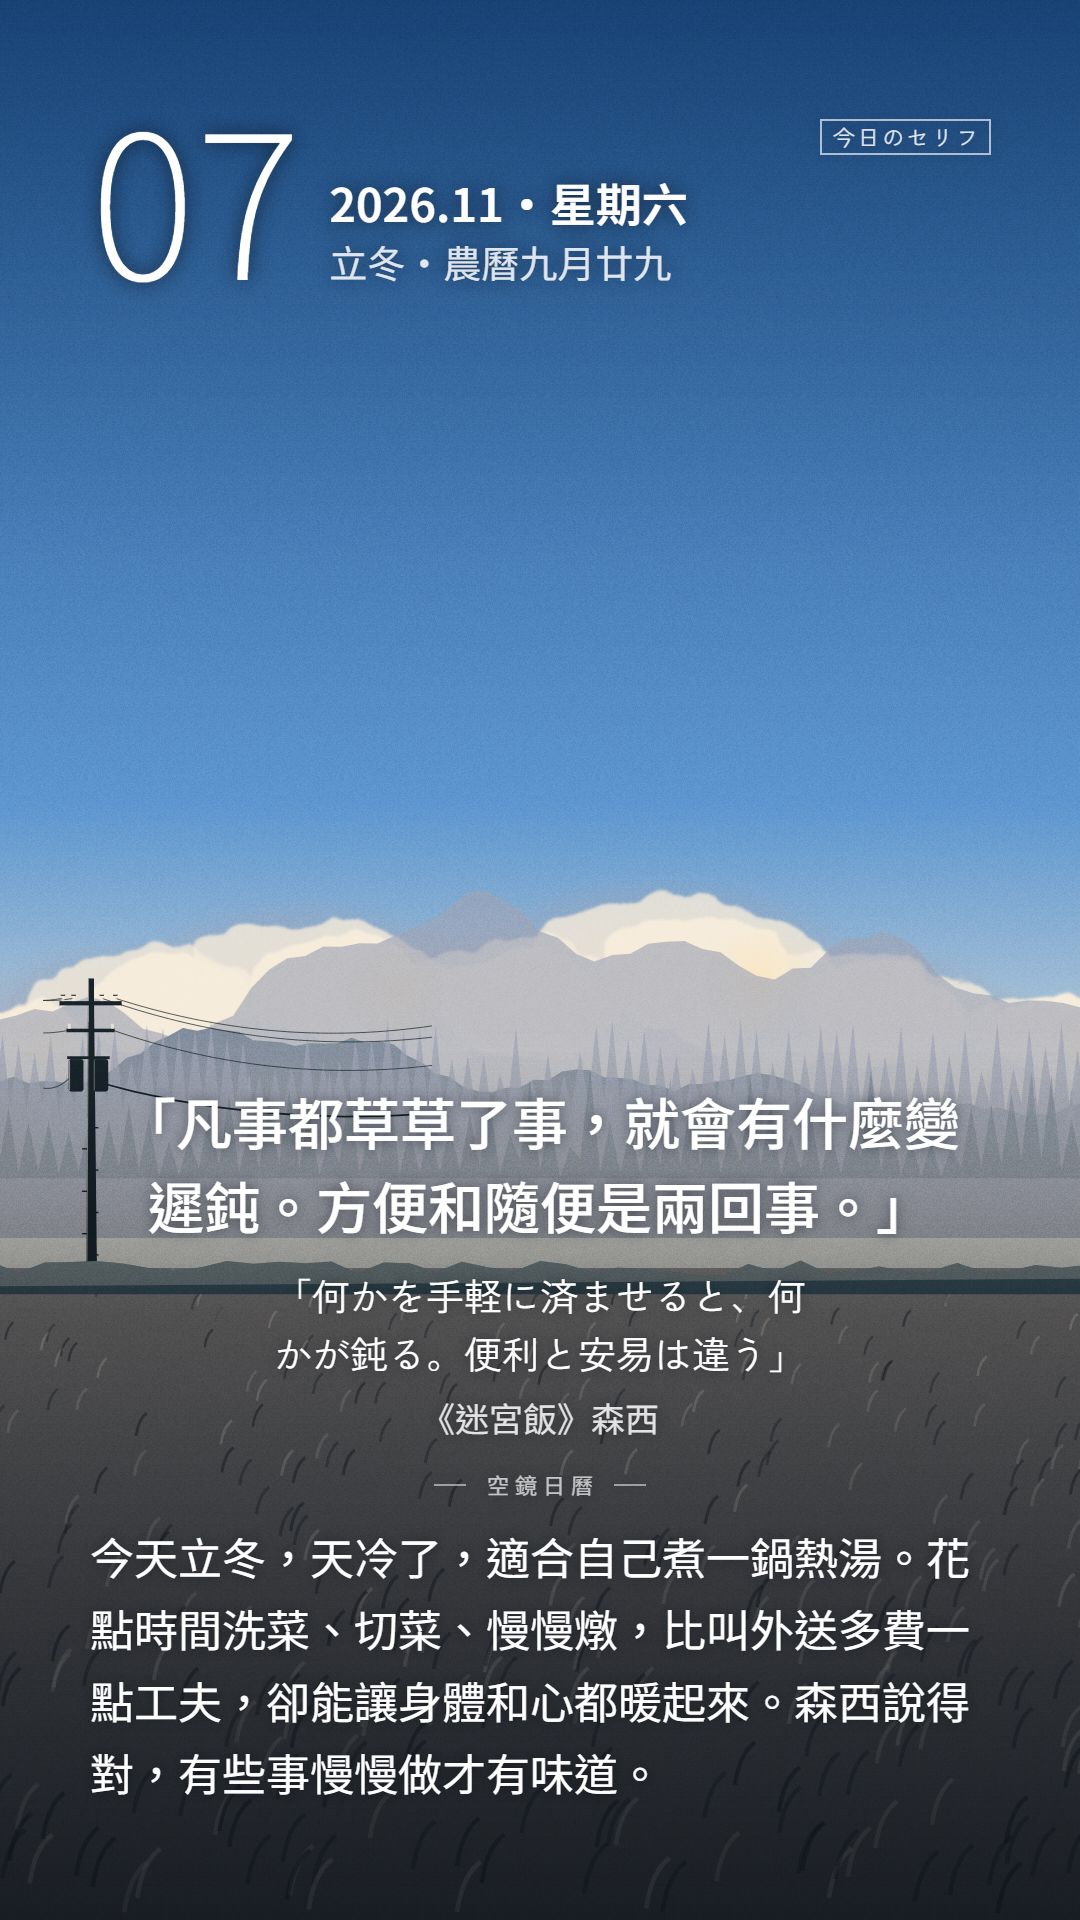 07
今日のセリフ
2026.11・星期六
立冬・農曆九月廿九
「凡事都草草了事，就會有什麼變
遲鈍。方便和隨便是兩回事。」
「何かを手軽に済ませると、何
かが鈍る。便利と安易は違う」
《迷宮飯》森西
空鏡日曆
今天立冬，天冷了，適合自己煮一鍋熱湯。花
點時間洗菜、切菜、慢慢燉，比叫外送多費一
點工夫，卻能讓身體和心都暖起來。森西說得
對，有些事慢慢做才有味道。